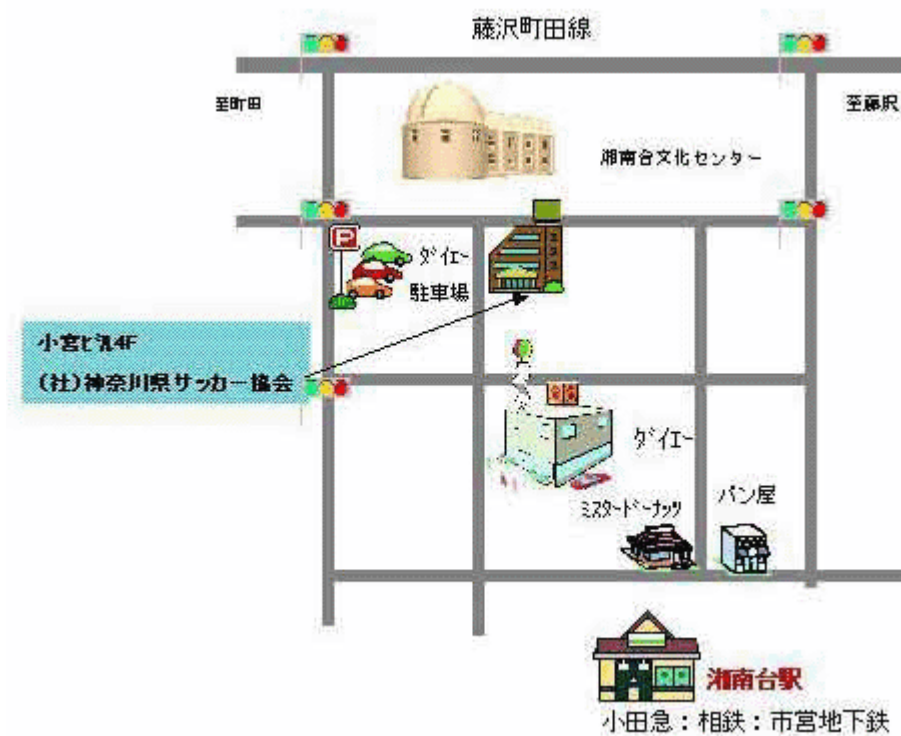 藤沢町田線
至町田
至藤沢
湘南台文化センター
P
ダイエー
駐車場
小宮ビル4F
(社)神奈川県サッカー協会
ダイエー
ミスタードーナッツ
パン屋
湘南台駅
小田急:相鉄:市営地下鉄